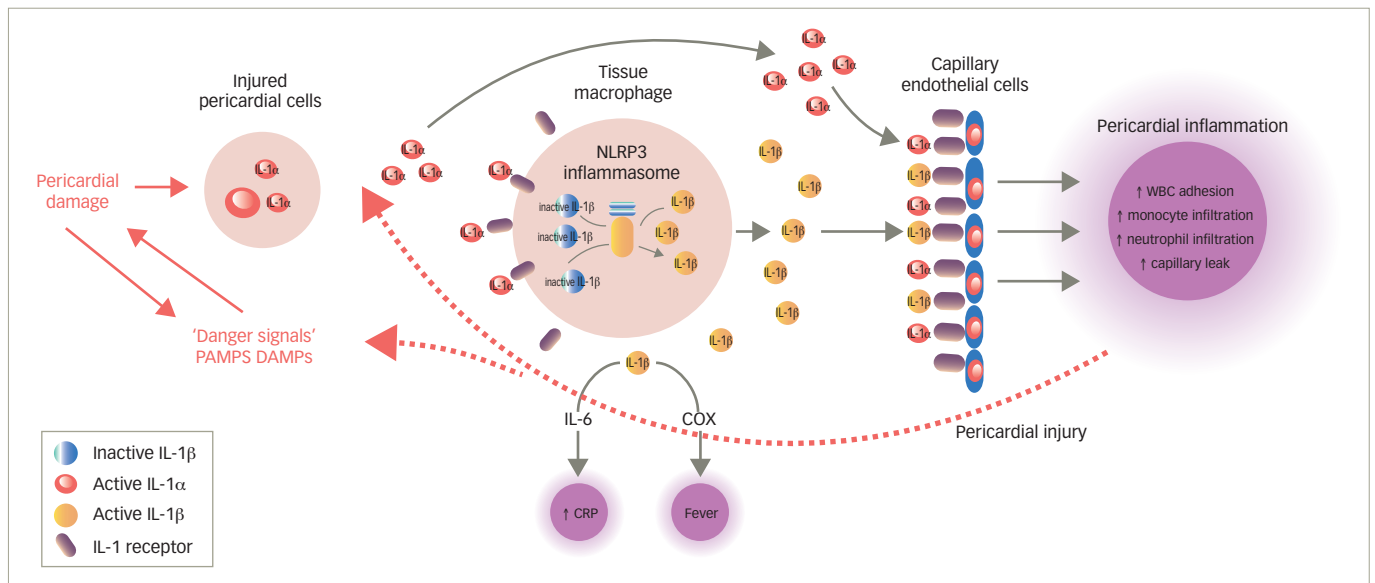 Injured
pericardial cells
IL-1α
IL-1α
Pericardial
damage
'Danger signals'
PAMPS DAMPs
IL-1α
IL-1α
IL-1α
IL-1α
IL-1α
IL-1α
Tissue
macrophage
NLRP3
inflammasome
inactive IL-1β
inactive IL-1β
inactive IL-1β
IL-1β
IL-1β
IL-1β
IL-1α
IL-1α
IL-1α
IL-1α
IL-1α
IL-1β
IL-1β
IL-1β
IL-1β
IL-1β
IL-1β
IL-1β
IL-6
COX
↑ CRP
Fever
Capillary
endothelial cells
IL-1α
IL-1β
IL-1α
IL-1β
IL-1α
IL-1β
IL-1α
Pericardial inflammation
↑ WBC adhesion
↑ monocyte infiltration
↑ neutrophil infiltration
↑ capillary leak
Pericardial injury
Inactive IL-1β
Active IL-1α
Active IL-1β
IL-1 receptor